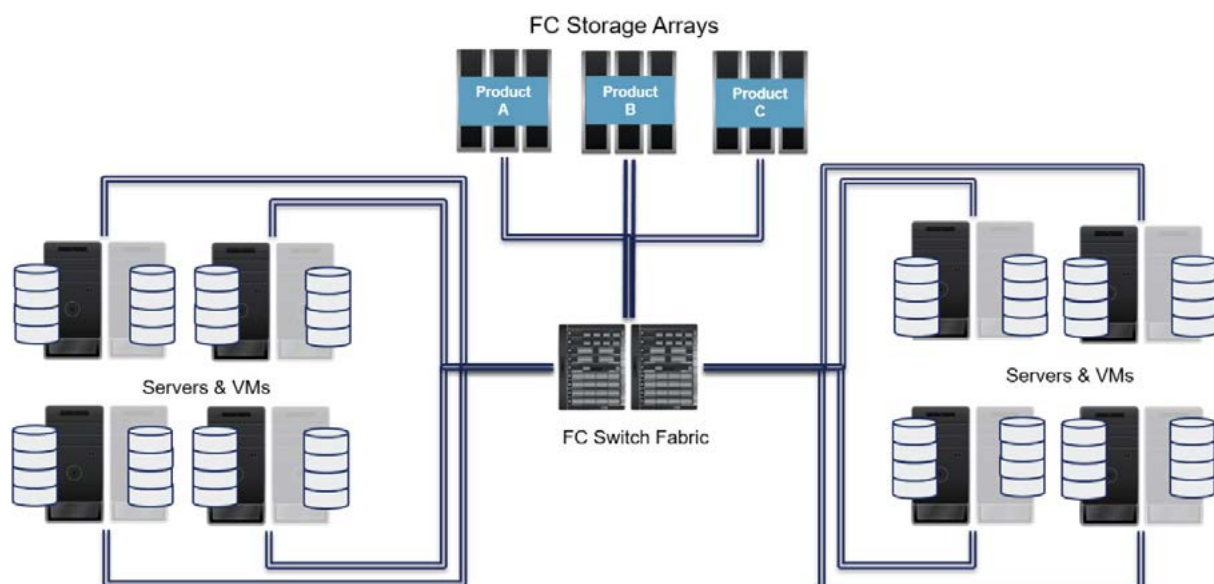 FC Storage Arrays
Product
A
Product
B
Product
C
Servers & VMs
Servers & VMs
FC Switch Fabric